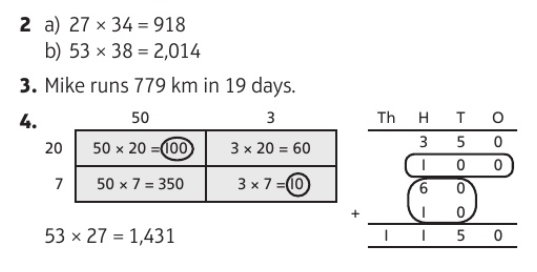 2 a) 27 × 34 = 918
b) 53 × 38 = 2,014
3. Mike runs 779 km in 19 days.
4.
50 3
20 50 × 20 = 100 3 × 20 = 60
7 50 × 7 = 350 3 × 7 = 10
53 × 27 = 1,431
Th H T O
3 5 0
1 0 0
6 0
+ 1 0
1 1 5 0